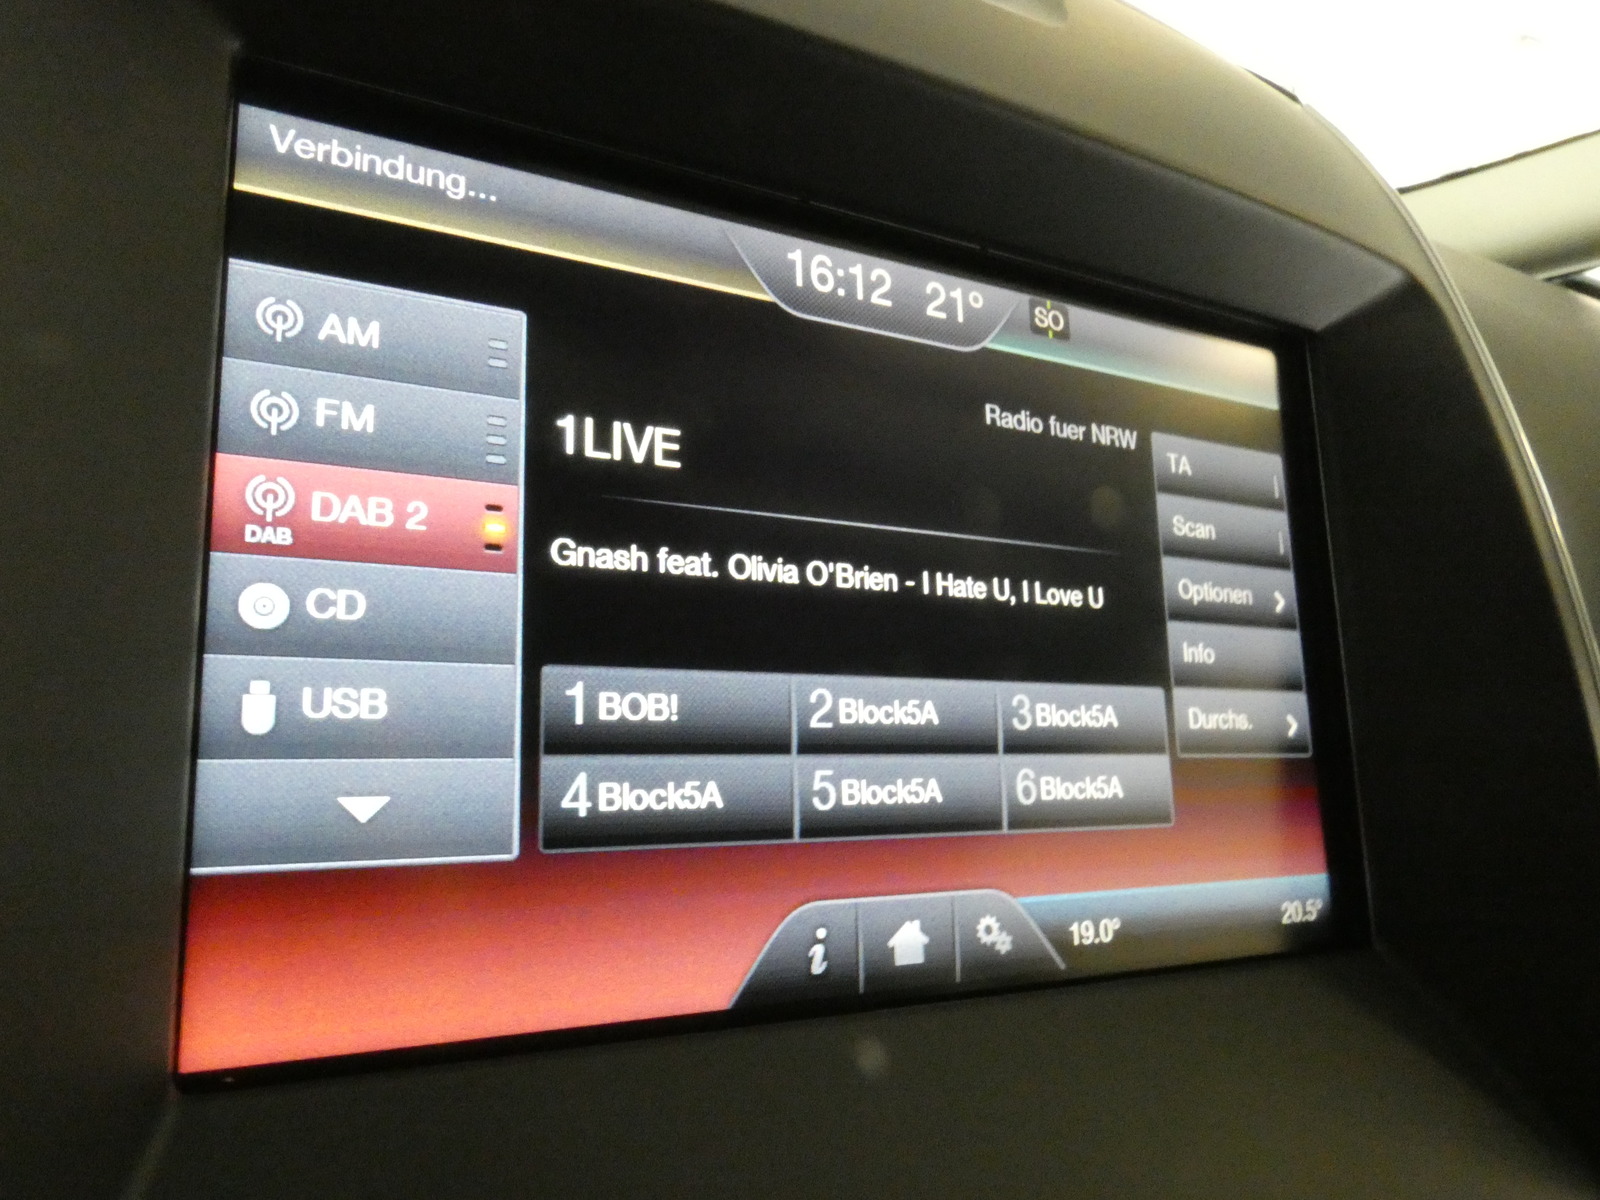 Verbindung...
16:12 21° SO
AM
FM
DAB DAB 2
CD
USB
1LIVE
Radio fuer NRW
Gnash feat. Olivia O'Brien - I Hate U, I Love U
1 BOB! 2 Block5A 3 Block5A
4 Block5A 5 Block5A 6 Block5A
TA
Scan
Optionen
Info
Durchs.
i
19.0° 20.5°